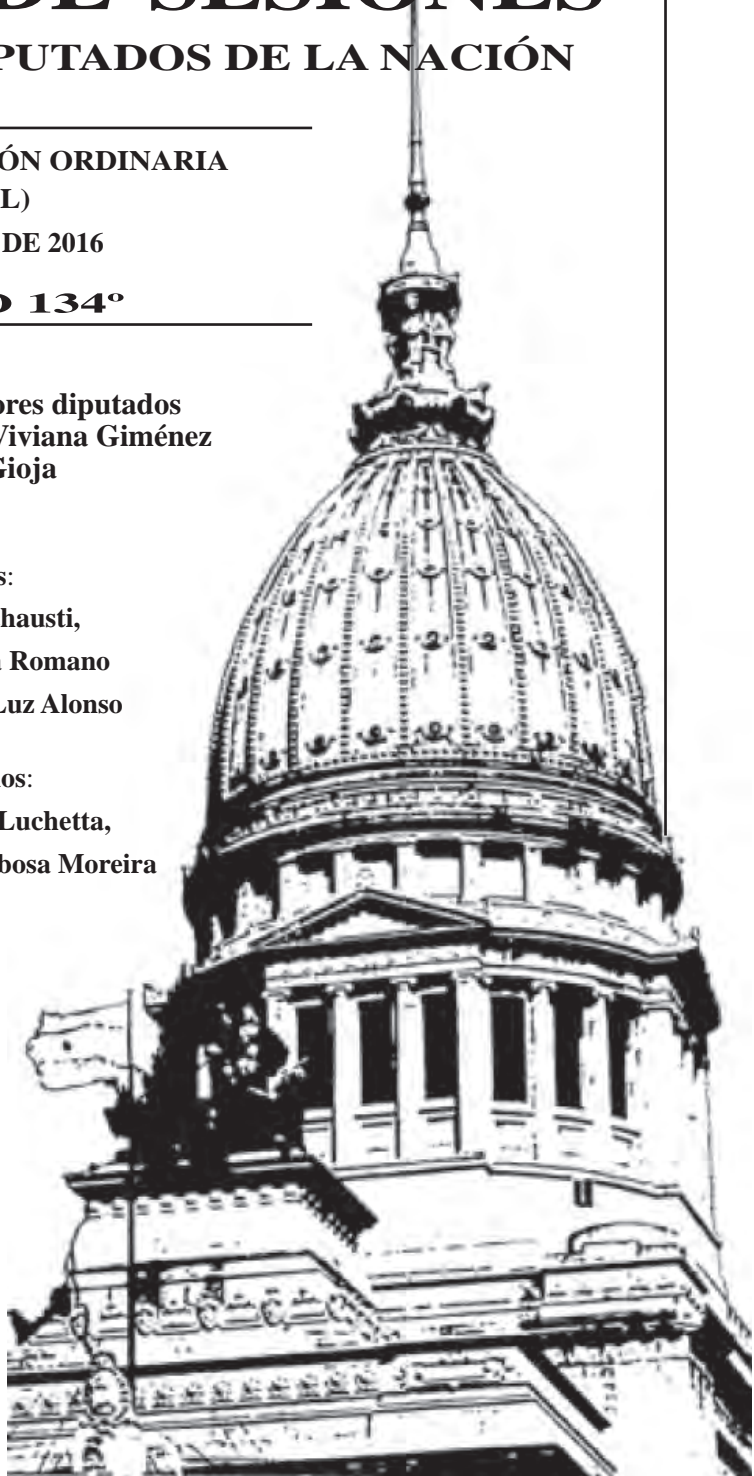 DE SESIONES
PUTADOS DE LA NACIÓN
ÓN ORDINARIA
L)
DE 2016
O 134º
ores diputados
Viviana Giménez
Gioja
s:
hausti,
a Romano
Luz Alonso
ios:
Luchetta,
bosa Moreira